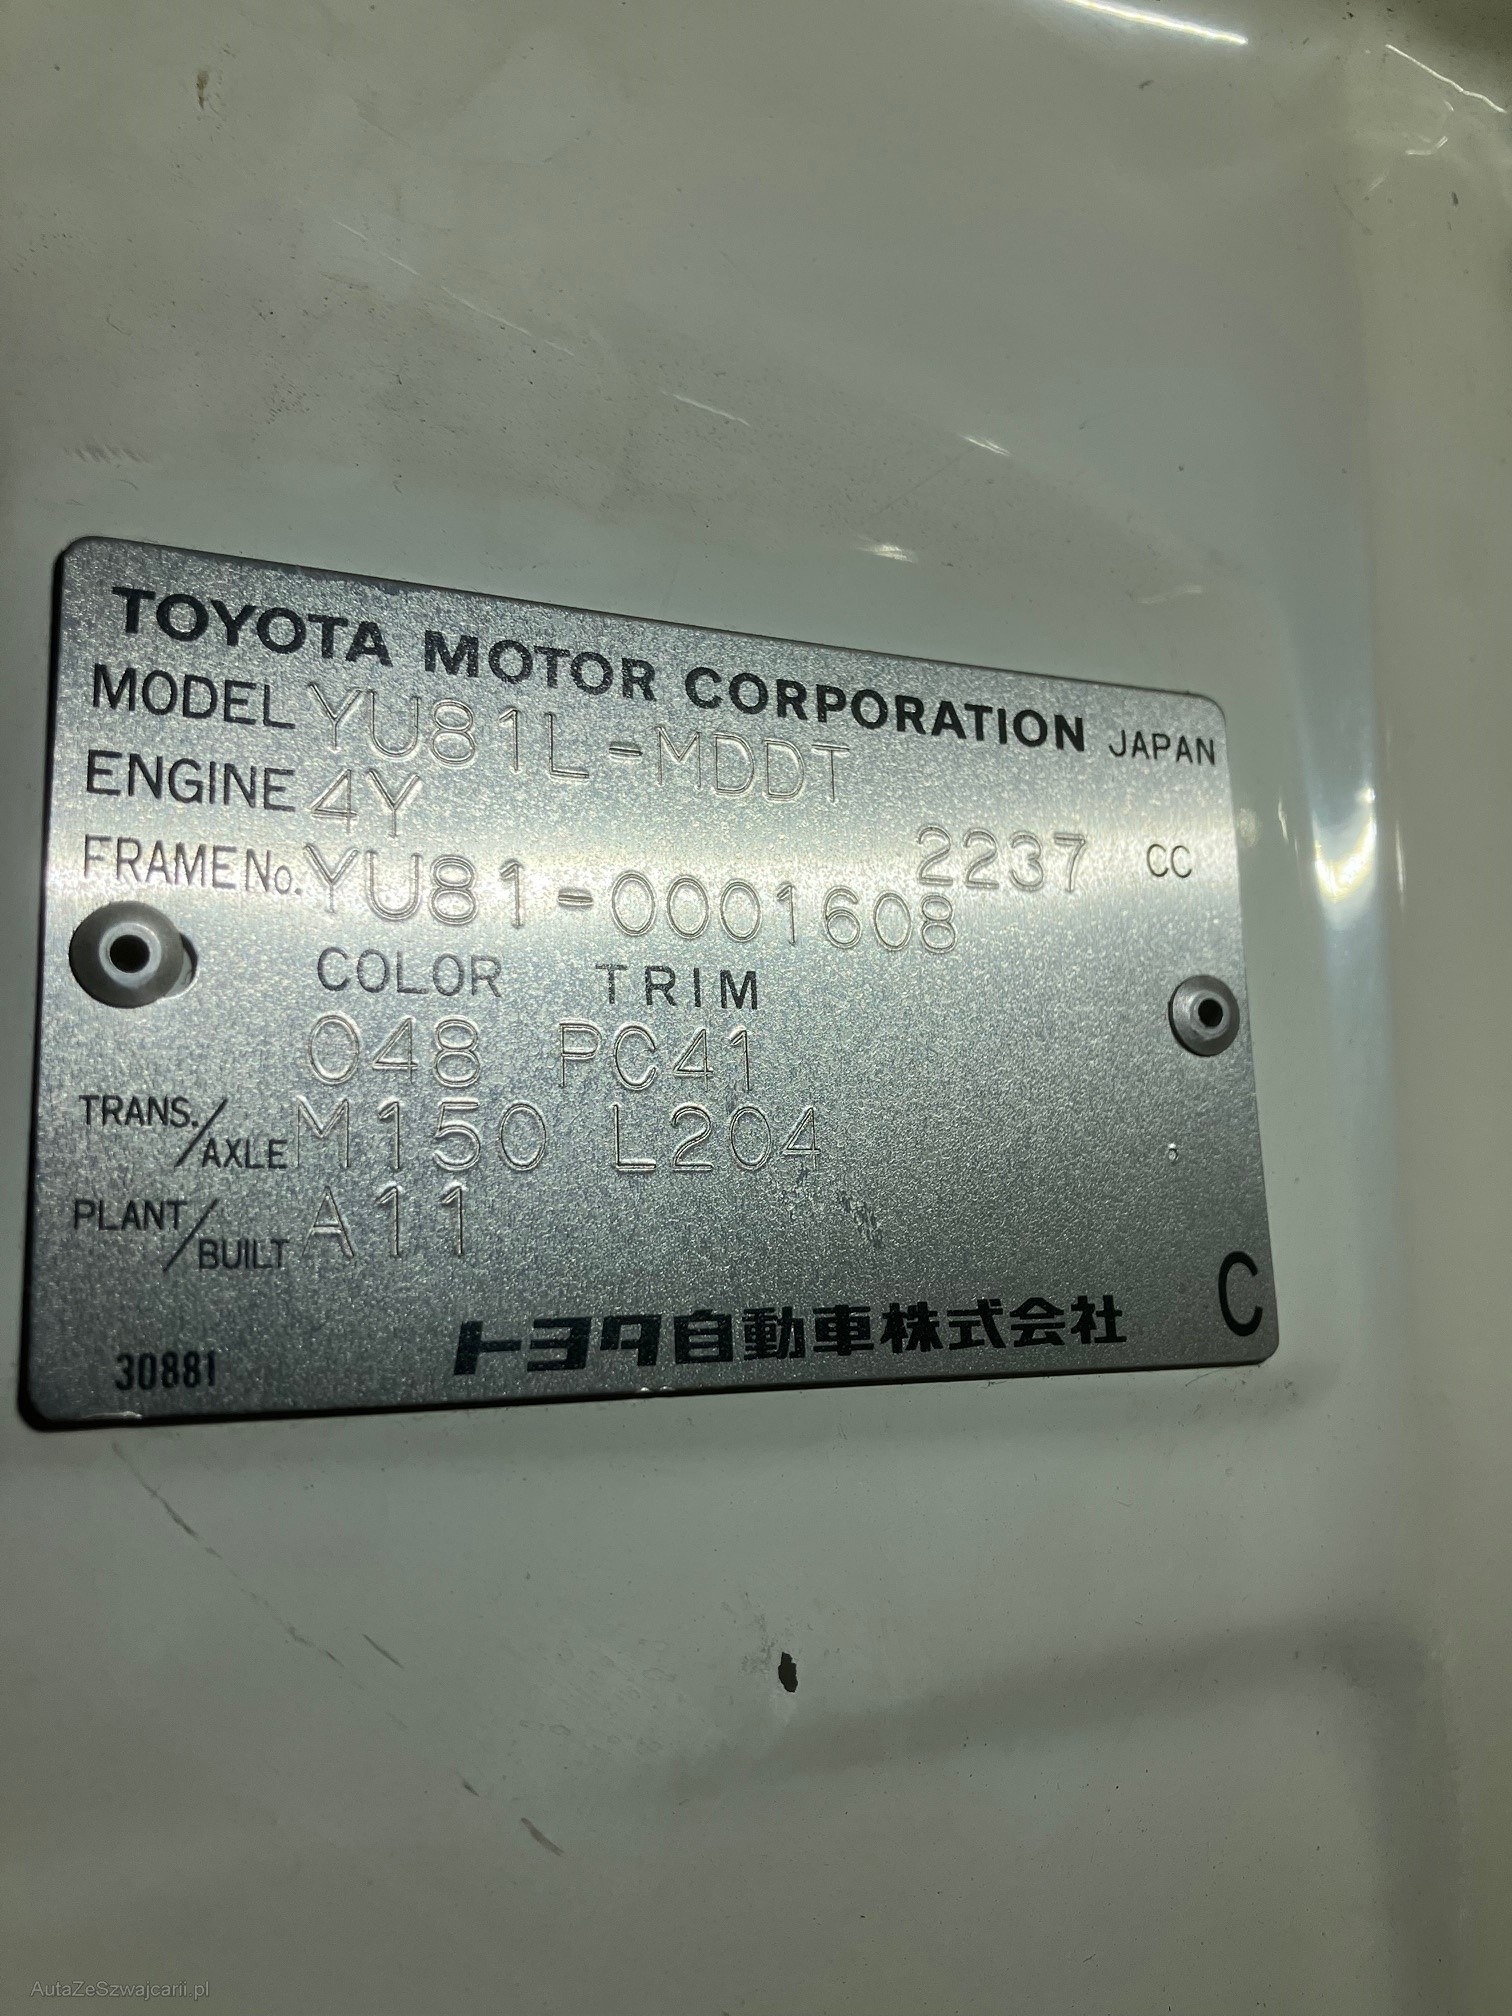 TOYOTA MOTOR CORPORATION JAPAN
MODEL YU81L-MDDT
ENGINE 4Y 2237 CC
FRAME No. YU81-0001608
COLOR TRIM
048 PC41
TRANS./AXLE M150 L204
PLANT/BUILT A11
トヨタ自動車株式会社 C
30881
AutaZeSzwajcarii.pl